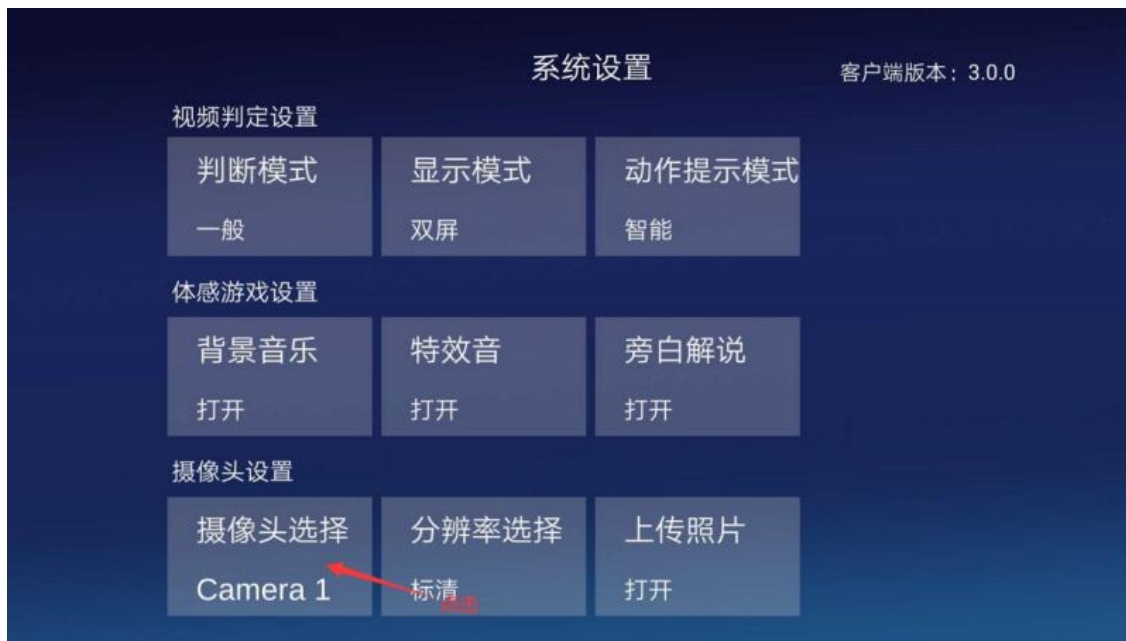 系统设置
客户端版本：3.0.0
视频判定设置
判断模式
显示模式
动作提示模式
一般
双屏
智能
体感游戏设置
背景音乐
特效音
旁白解说
打开
打开
打开
摄像头设置
摄像头选择
分辨率选择
上传照片
Camera 1
标清
打开
点击